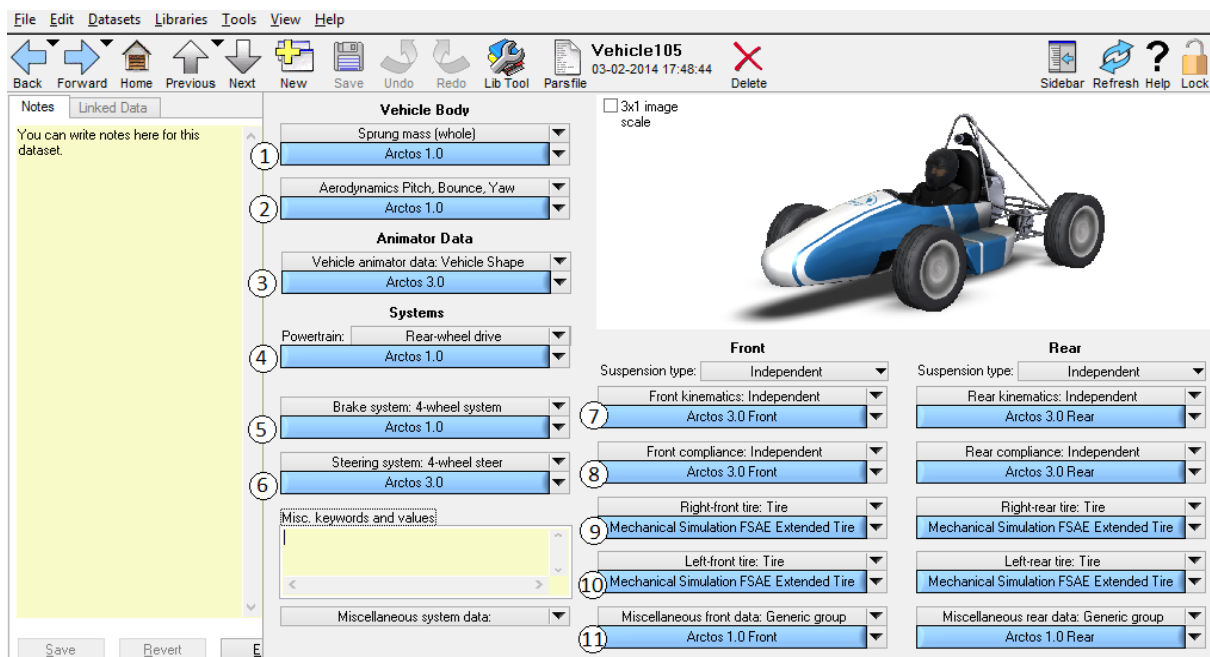 File Edit Datasets Libraries Tools View Help
Back Forward Home Previous Next New Save Undo Redo Lib Tool Parsfile Vehicle105 03-02-2014 17:48:44 Delete Sidebar Refresh Help Lock
Notes Linked Data
You can write notes here for this
dataset.
Save Revert E
Vehicle Body
Sprung mass (whole)
1 Arctos 1.0
Aerodynamics Pitch, Bounce, Yaw
2 Arctos 1.0
Animator Data
Vehicle animator data: Vehicle Shape
3 Arctos 3.0
Systems
Powertrain: Rear-wheel drive
4 Arctos 1.0
Brake system: 4-wheel system
5 Arctos 1.0
Steering system: 4-wheel steer
6 Arctos 3.0
Misc. keywords and values
Miscellaneous system data:
3x1 image
scale
Front
Suspension type: Independent
Front kinematics: Independent
7 Arctos 3.0 Front
Front compliance: Independent
8 Arctos 3.0 Front
Right-front tire: Tire
9 Mechanical Simulation FSAE Extended Tire
Left-front tire: Tire
10 Mechanical Simulation FSAE Extended Tire
Miscellaneous front data: Generic group
11 Arctos 1.0 Front
Rear
Suspension type: Independent
Rear kinematics: Independent
Arctos 3.0 Rear
Rear compliance: Independent
Arctos 3.0 Rear
Right-rear tire: Tire
Mechanical Simulation FSAE Extended Tire
Left-rear tire: Tire
Mechanical Simulation FSAE Extended Tire
Miscellaneous rear data: Generic group
Arctos 1.0 Rear